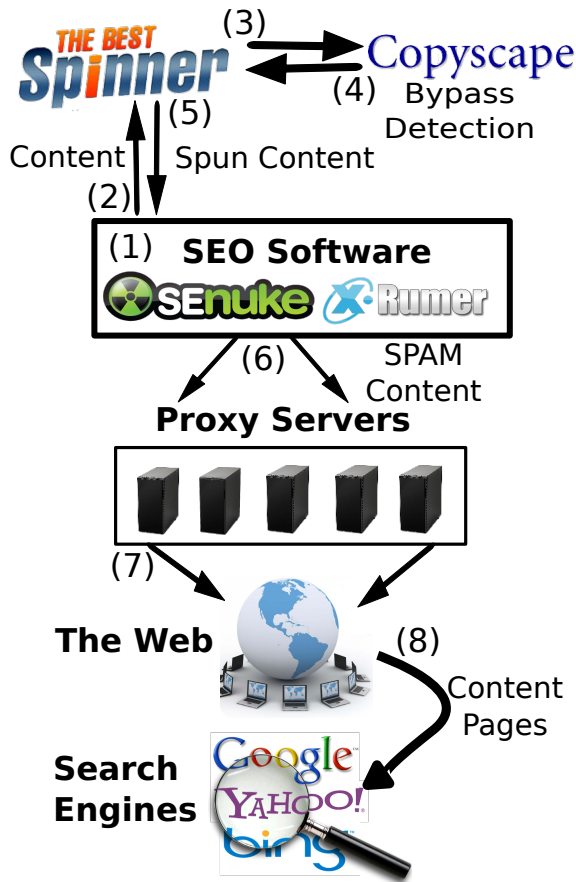 THE BEST
Spinner
(3)
Copyscape
(4)
Bypass
Detection
(5)
Content
Spun Content
(2)
(1)
SEO Software
SEnuke
X-Rumer
(6)
SPAM
Content
Proxy Servers
(7)
The Web
(8)
Content
Pages
Search
Engines
Google
YAHOO!
bing